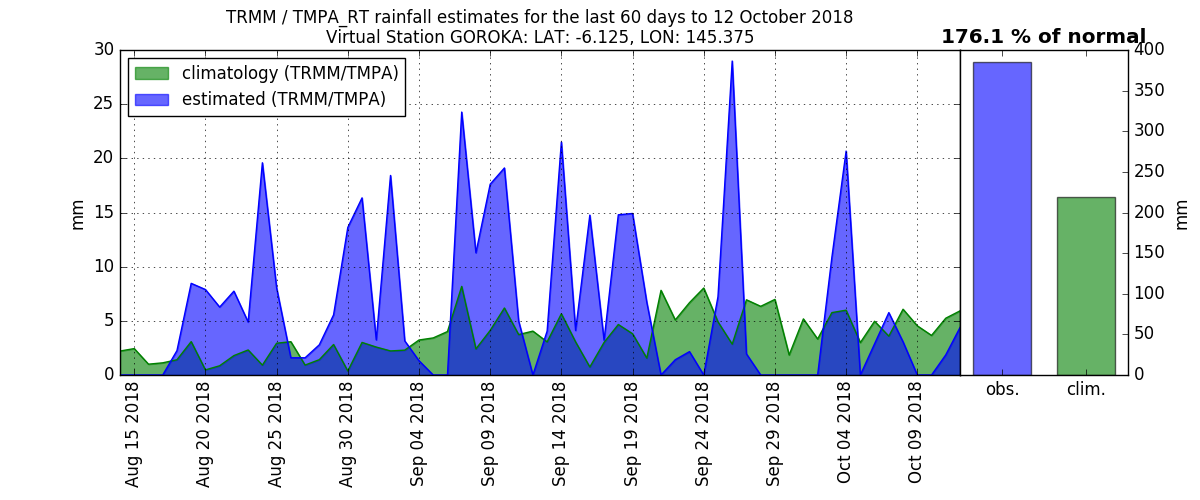 TRMM / TMPA_RT rainfall estimates for the last 60 days to 12 October 2018
Virtual Station GOROKA: LAT: -6.125, LON: 145.375
176.1 % of normal
climatology (TRMM/TMPA)
estimated (TRMM/TMPA)
30
25
20
15
10
5
0
mm
400
350
300
250
200
150
100
50
0
mm
Aug 15 2018
Aug 20 2018
Aug 25 2018
Aug 30 2018
Sep 04 2018
Sep 09 2018
Sep 14 2018
Sep 19 2018
Sep 24 2018
Sep 29 2018
Oct 04 2018
Oct 09 2018
obs.
clim.